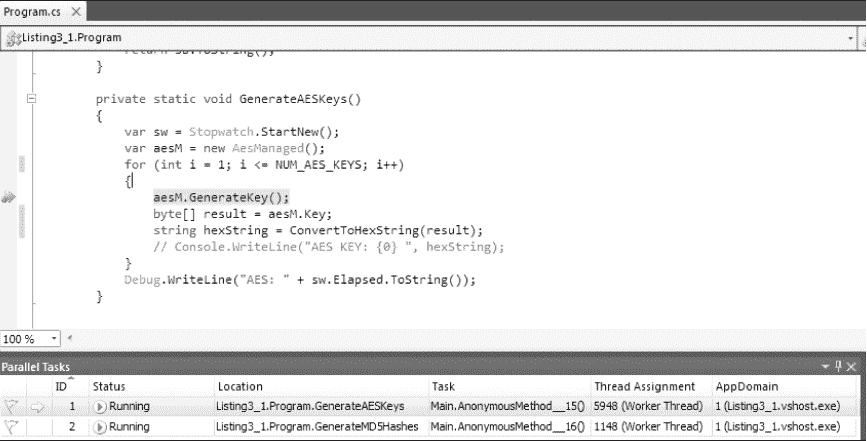 Program.cs
Listing3_1.Program
return sb.ToString();
}
private static void GenerateAESKeys()
{
var sw = Stopwatch.StartNew();
var aesM = new AesManaged();
for (int i = 1; i <= NUM_AES_KEYS; i++)
{
aesM.GenerateKey();
byte[] result = aesM.Key;
string hexString = ConvertToHexString(result);
// Console.WriteLine("AES KEY: {0} ", hexString);
}
Debug.WriteLine("AES: " + sw.Elapsed.ToString());
}
100 %
Parallel Tasks
ID Status Location Task Thread Assignment AppDomain
1 Running Listing3_1.Program.GenerateAESKeys Main.AnonymousMethod__15() 5948 (Worker Thread) 1 (Listing3_1.vshost.exe)
2 Running Listing3_1.Program.GenerateMD5Hashes Main.AnonymousMethod__16() 1148 (Worker Thread) 1 (Listing3_1.vshost.exe)